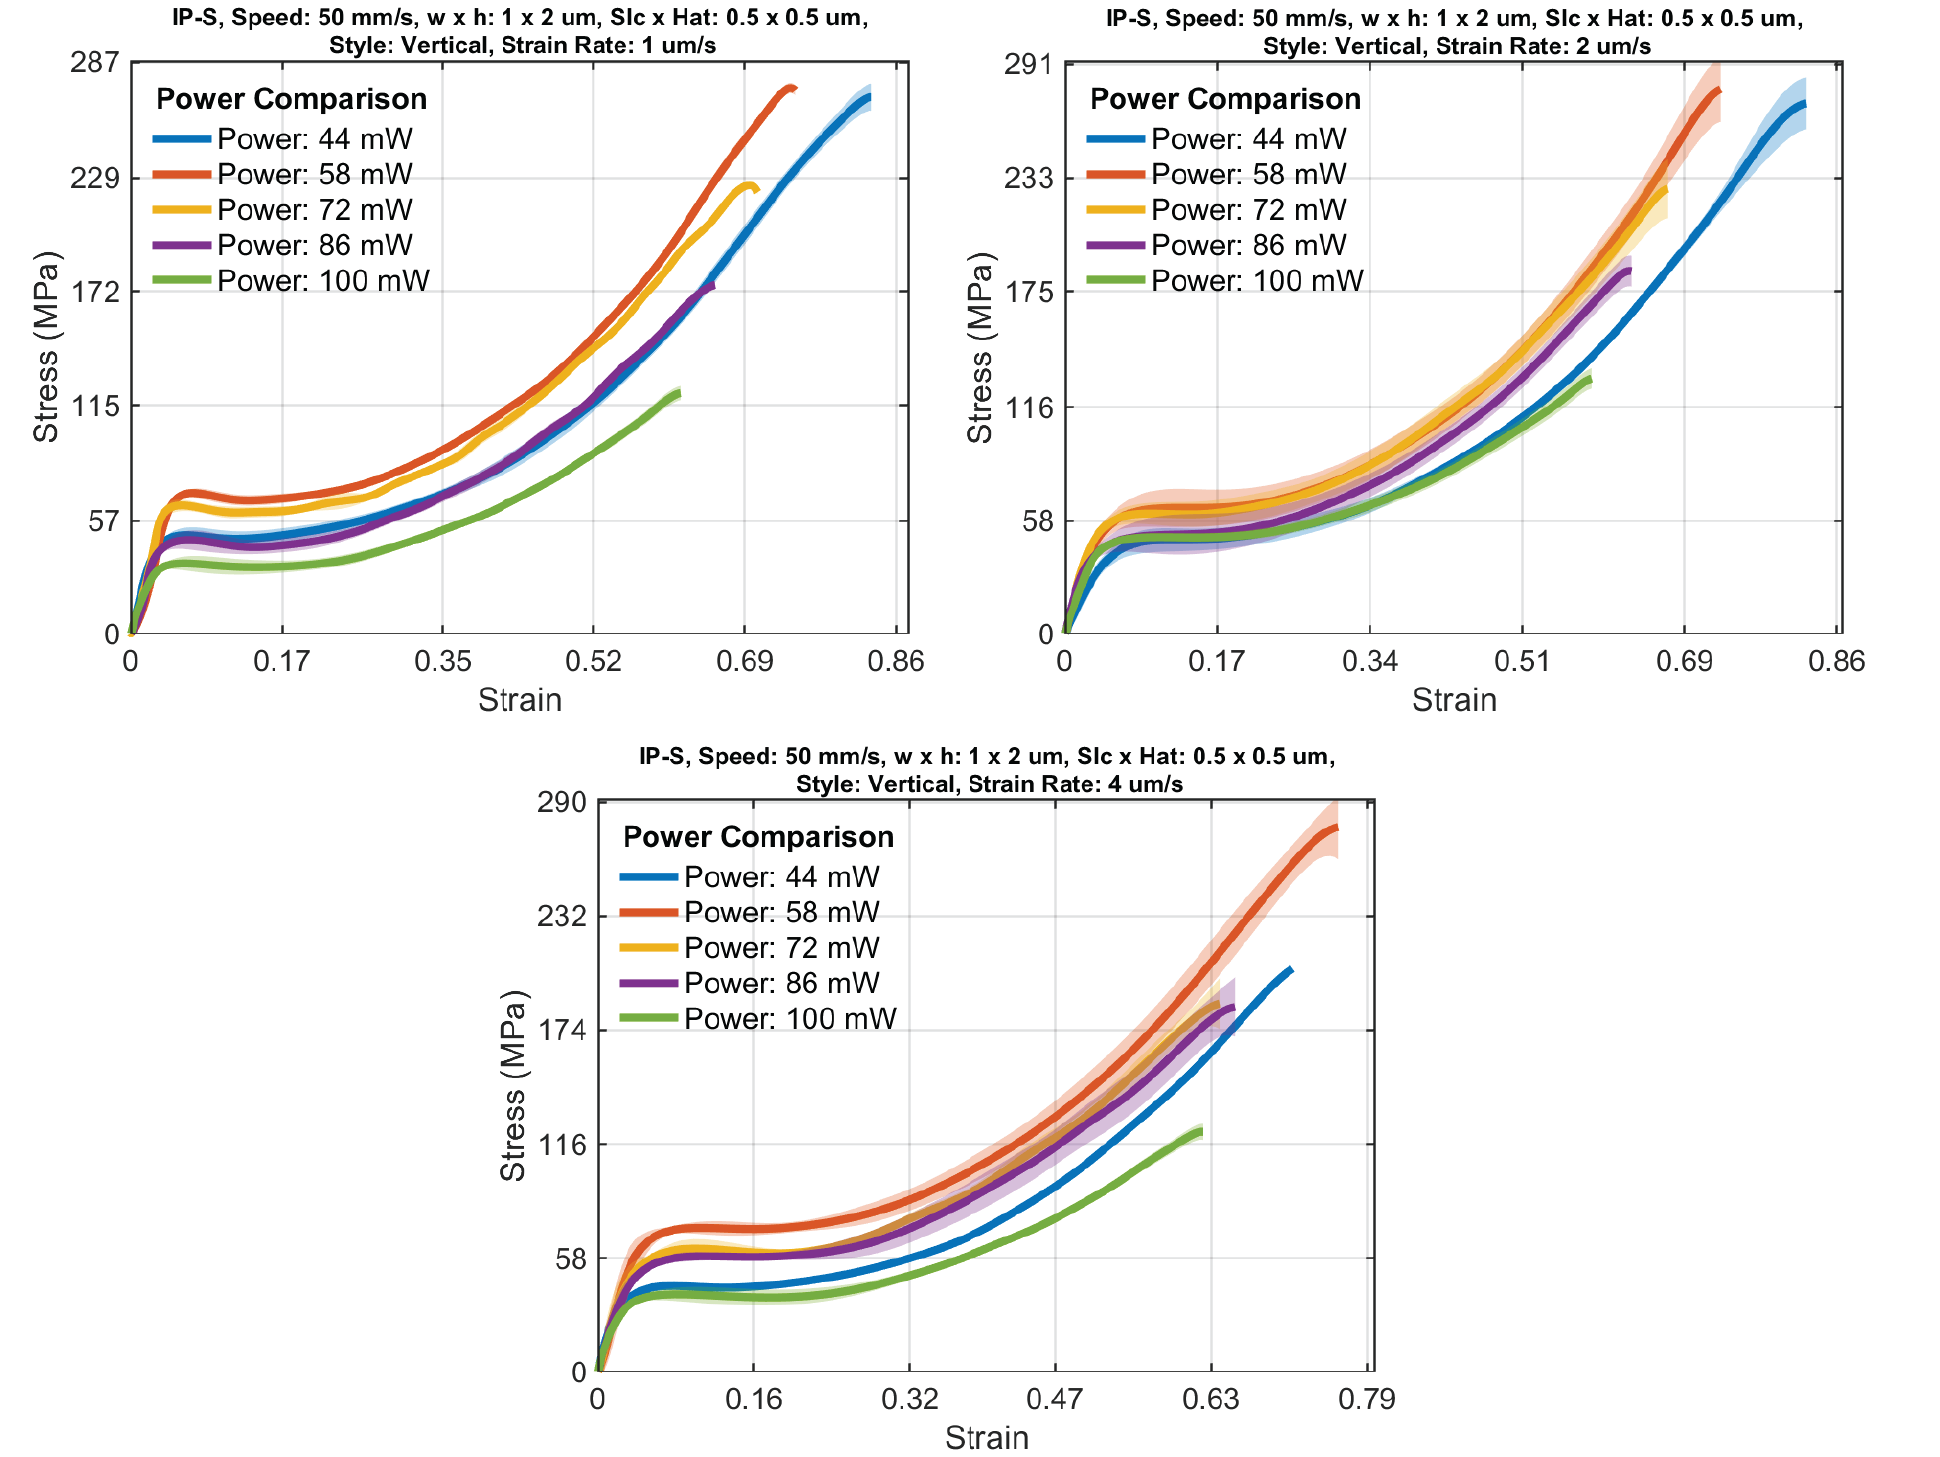 IP-S, Speed: 50 mm/s, w x h: 1 x 2 um, Slc x Hat: 0.5 x 0.5 um,
Style: Vertical, Strain Rate: 1 um/s
287
229
172
115
57
0
Stress (MPa)
Power Comparison
Power: 44 mW
Power: 58 mW
Power: 72 mW
Power: 86 mW
Power: 100 mW
0 0.17 0.35 0.52 0.69 0.86
Strain
IP-S, Speed: 50 mm/s, w x h: 1 x 2 um, Slc x Hat: 0.5 x 0.5 um,
Style: Vertical, Strain Rate: 2 um/s
291
233
175
116
58
0
Stress (MPa)
Power Comparison
Power: 44 mW
Power: 58 mW
Power: 72 mW
Power: 86 mW
Power: 100 mW
0 0.17 0.34 0.51 0.69 0.86
Strain
IP-S, Speed: 50 mm/s, w x h: 1 x 2 um, Slc x Hat: 0.5 x 0.5 um,
Style: Vertical, Strain Rate: 4 um/s
290
232
174
116
58
0
Stress (MPa)
Power Comparison
Power: 44 mW
Power: 58 mW
Power: 72 mW
Power: 86 mW
Power: 100 mW
0 0.16 0.32 0.47 0.63 0.79
Strain